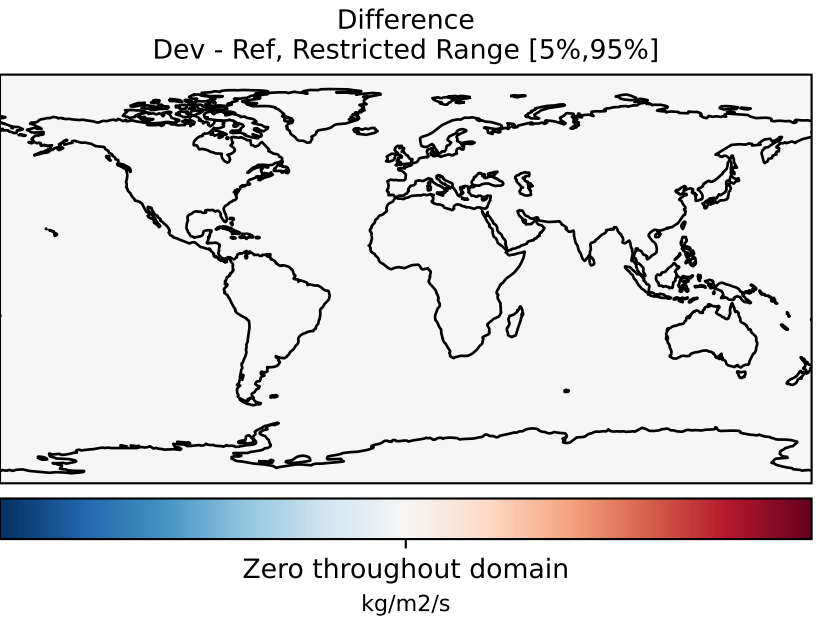 Difference
Dev - Ref, Restricted Range [5%,95%]
Zero throughout domain
kg/m2/s